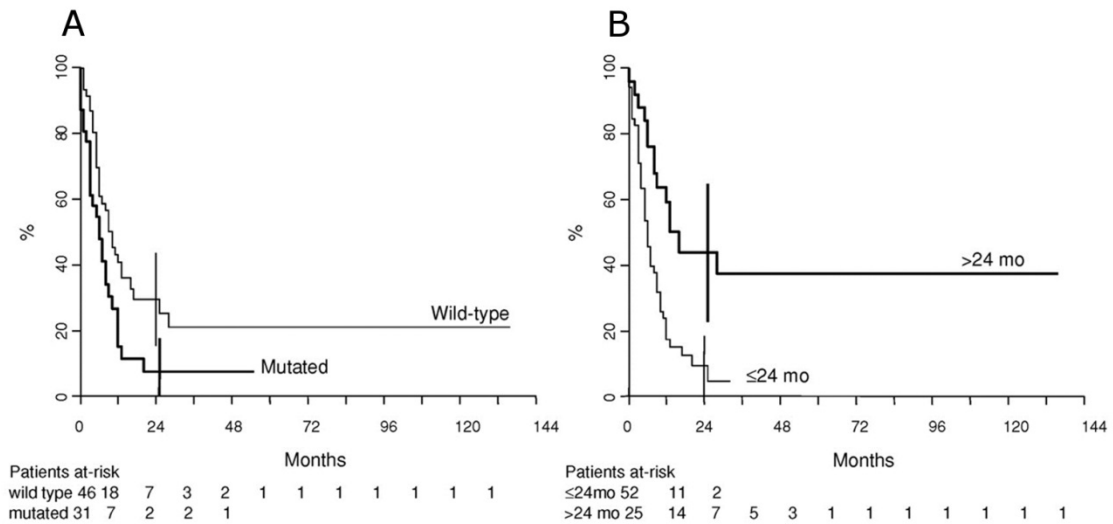 A
100
80
60
40
20
0
%
Wild-type
Mutated
0 24 48 72 96 120 144
Months
Patients at-risk
wild type 46 18 7 3 2 1 1 1 1 1 1 1
mutated 31 7 2 2 1
B
100
80
60
40
20
0
%
>24 mo
≤24 mo
0 24 48 72 96 120 144
Months
Patients at-risk
≤24mo 52 11 2
>24 mo 25 14 7 5 3 1 1 1 1 1 1 1